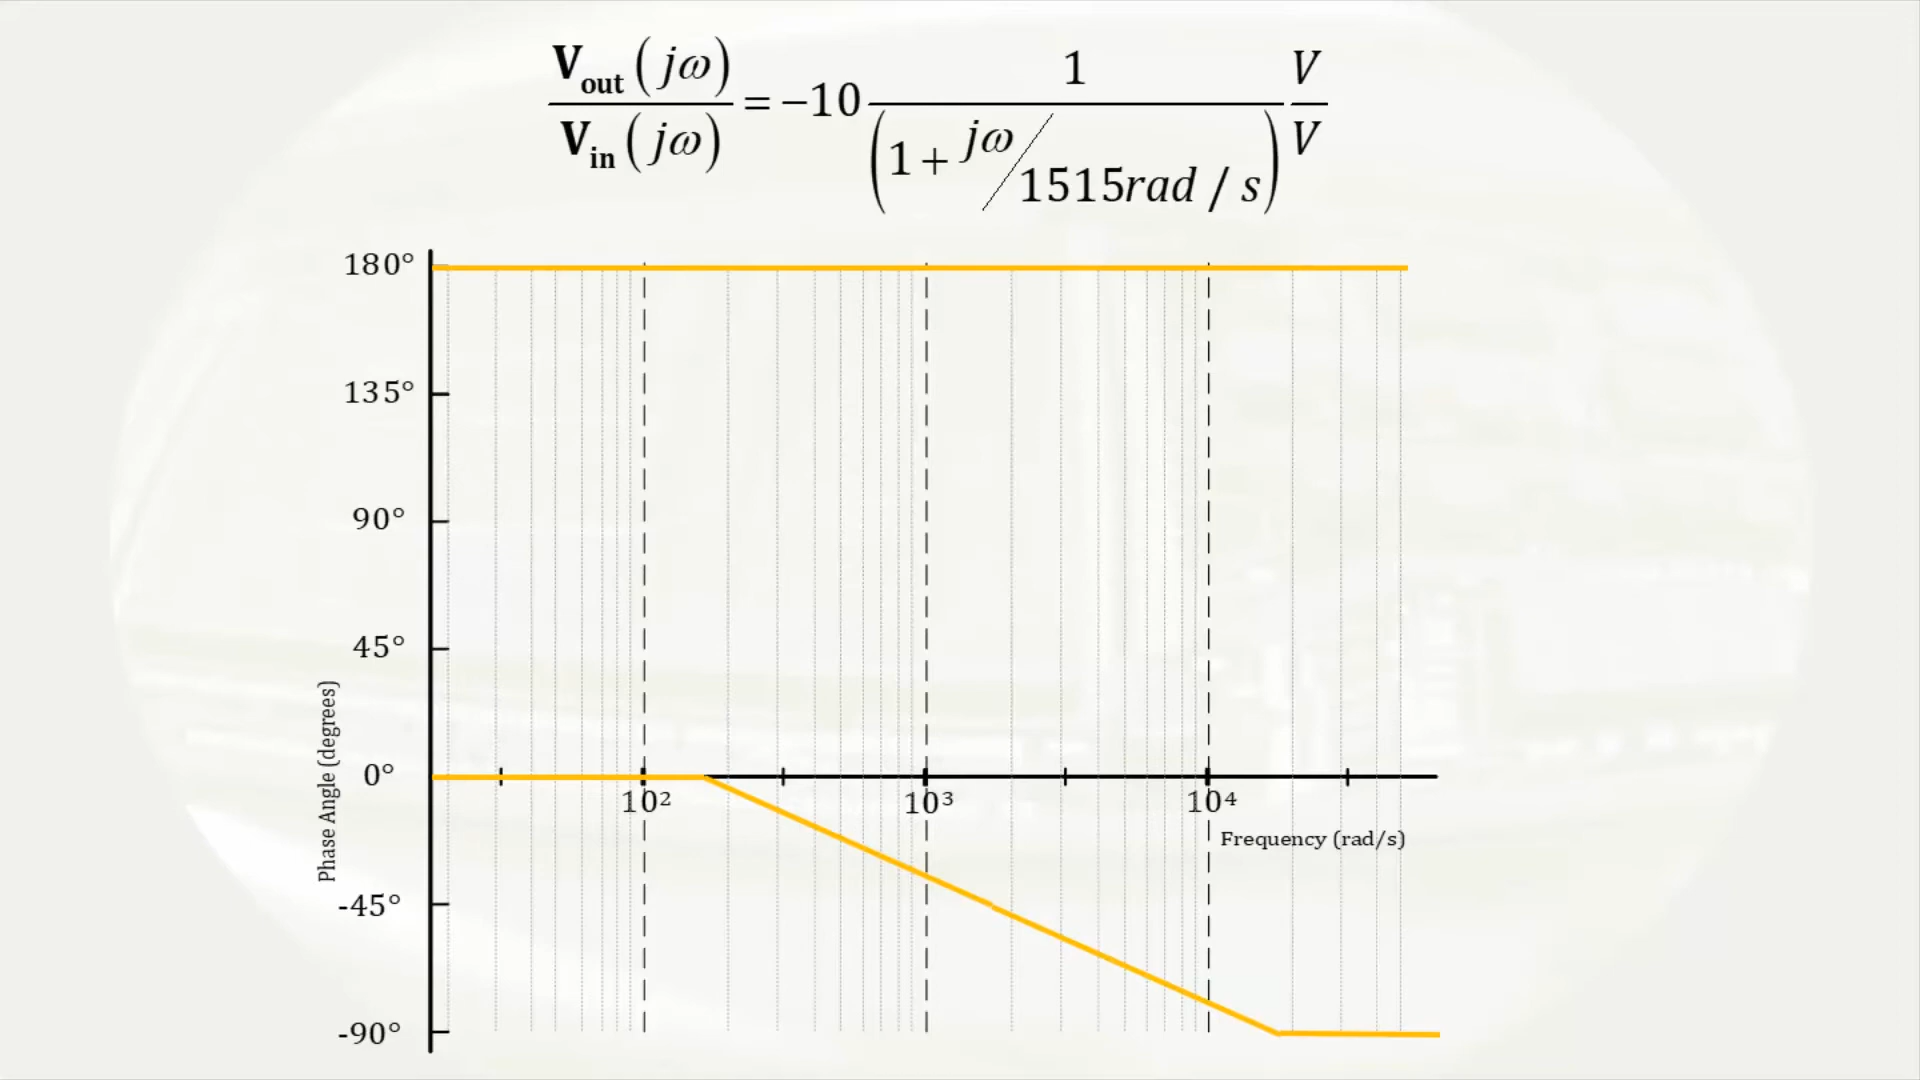 Vout(jω)/Vin(jω) = −10 1/(1 + jω/1515rad / s) V/V
180°
135°
90°
45°
0°
-45°
-90°
Phase Angle (degrees)
10² 10³ 10⁴
Frequency (rad/s)